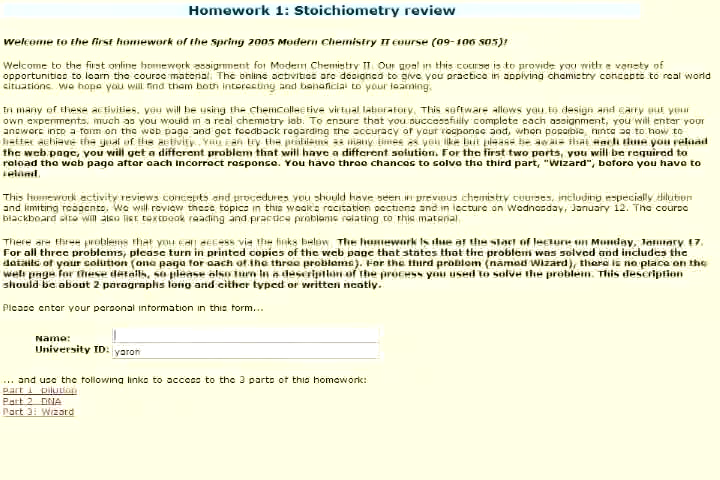 Homework 1: Stoichiometry review
Welcome to the first homework of the Spring 2005 Modern Chemistry II course (09-106 S05)!
Welcome to the first online homework assignment for Modern Chemistry II. Our goal in this course is to provide you with a variety of
opportunities to learn the course material. The online activities are designed to give you practice in applying chemistry concepts to real world
situations. We hope you will find them both interesting and beneficial to your learning.
In many of these activities, you will be using the ChemCollective virtual laboratory. This software allows you to design and carry out your
own experiments, much as you would in a real chemistry lab. To ensure that you successfully complete each assignment, you will enter your
answers into a form on the web page and get feedback regarding the accuracy of your response and, when possible, hints as to how to
better achieve the goal of the activity. You can try the problems as many times as you like but please be aware that each time you reload
the web page, you will get a different problem that will have a different solution. For the first two parts, you will be required to
reload the web page after each incorrect response. You have three chances to solve the third part, "Wizard", before you have to
reload.
This homework activity reviews concepts and procedures you should have seen in previous chemistry courses, including especially dilution
and limiting reagents. We will review these topics in this week's recitation sections and in lecture on Wednesday, January 12. The course
blackboard site will also list textbook reading and practice problems relating to this material.
There are three problems that you can access via the links below. The homework is due at the start of lecture on Monday, January 17.
For all three problems, please turn in printed copies of the web page that states that the problem was solved and includes the
details of your solution (one page for each of the three problems). For the third problem (named Wizard), there is no place on the
web page for these details, so please also turn in a description of the process you used to solve the problem. This description
should be about 2 paragraphs long and either typed or written neatly.
Please enter your personal information in this form...
Name:
University ID: yaron
... and use the following links to access to the 3 parts of this homework:
Part 1: Dilution
Part 2: DNA
Part 3: Wizard